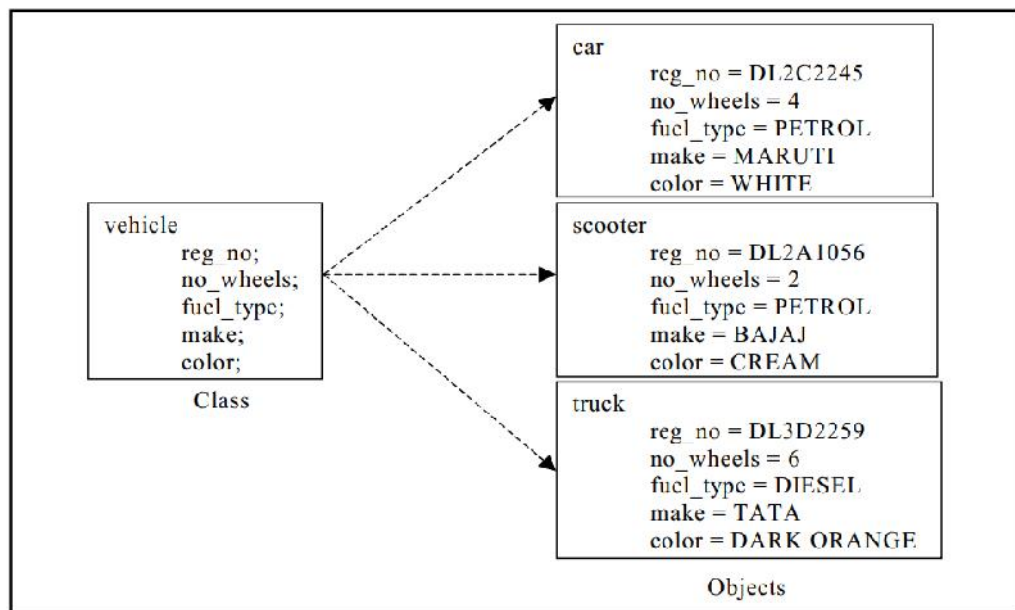 vehicle
reg_no;
no_wheels;
fuel_type;
make;
color;
Class
car
reg_no = DL2C2245
no_wheels = 4
fuel_type = PETROL
make = MARUTI
color = WHITE
scooter
reg_no = DL2A1056
no_wheels = 2
fuel_type = PETROL
make = BAJAJ
color = CREAM
truck
reg_no = DL3D2259
no_wheels = 6
fuel_type = DIESEL
make = TATA
color = DARK ORANGE
Objects